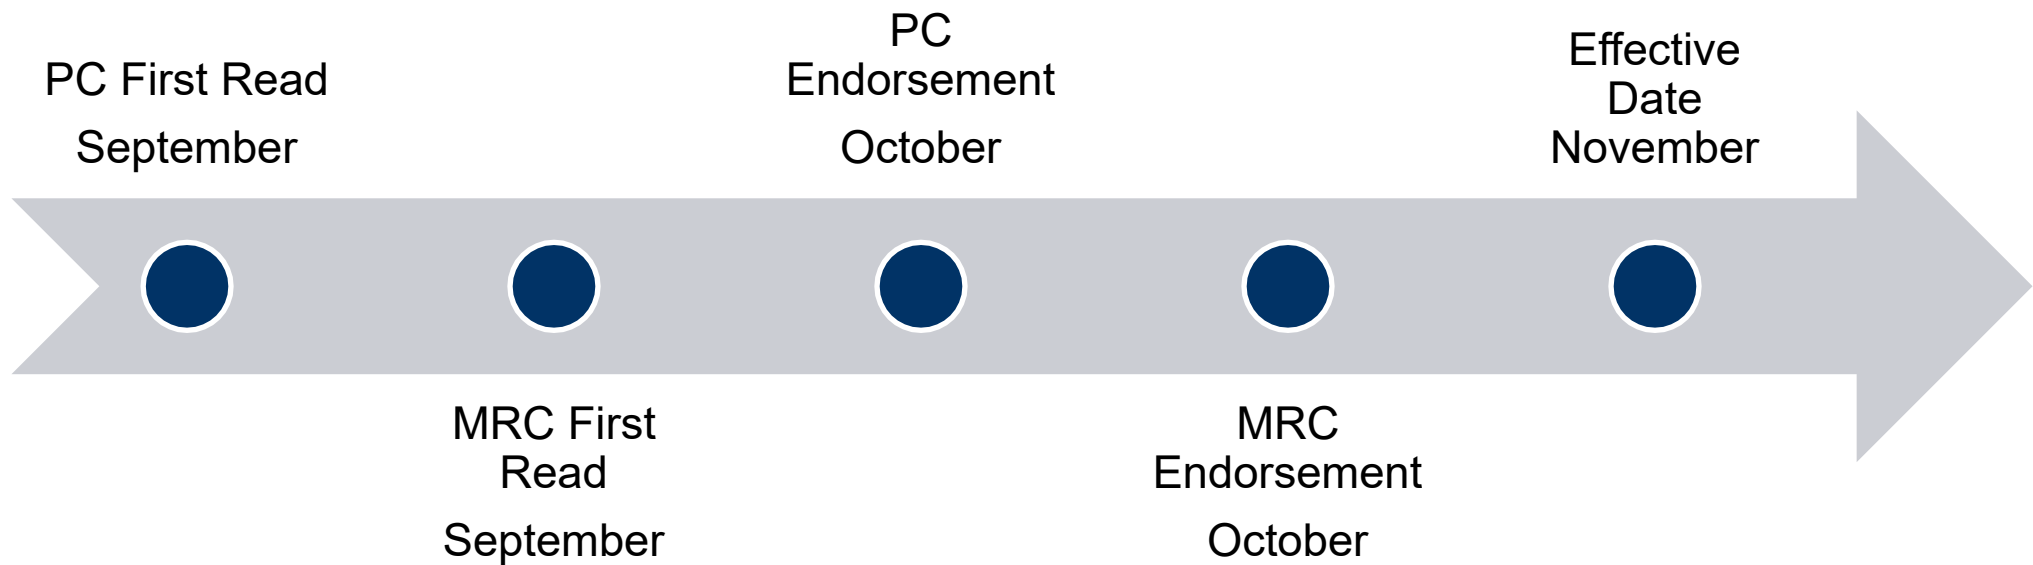 PC First Read
September
MRC First
Read
September
PC
Endorsement
October
MRC
Endorsement
October
Effective
Date
November